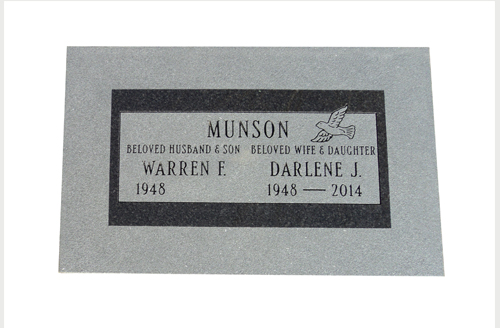 MUNSON
BELOVED HUSBAND & SON BELOVED WIFE & DAUGHTER
WARREN F. DARLENE J.
1948 1948 — 2014